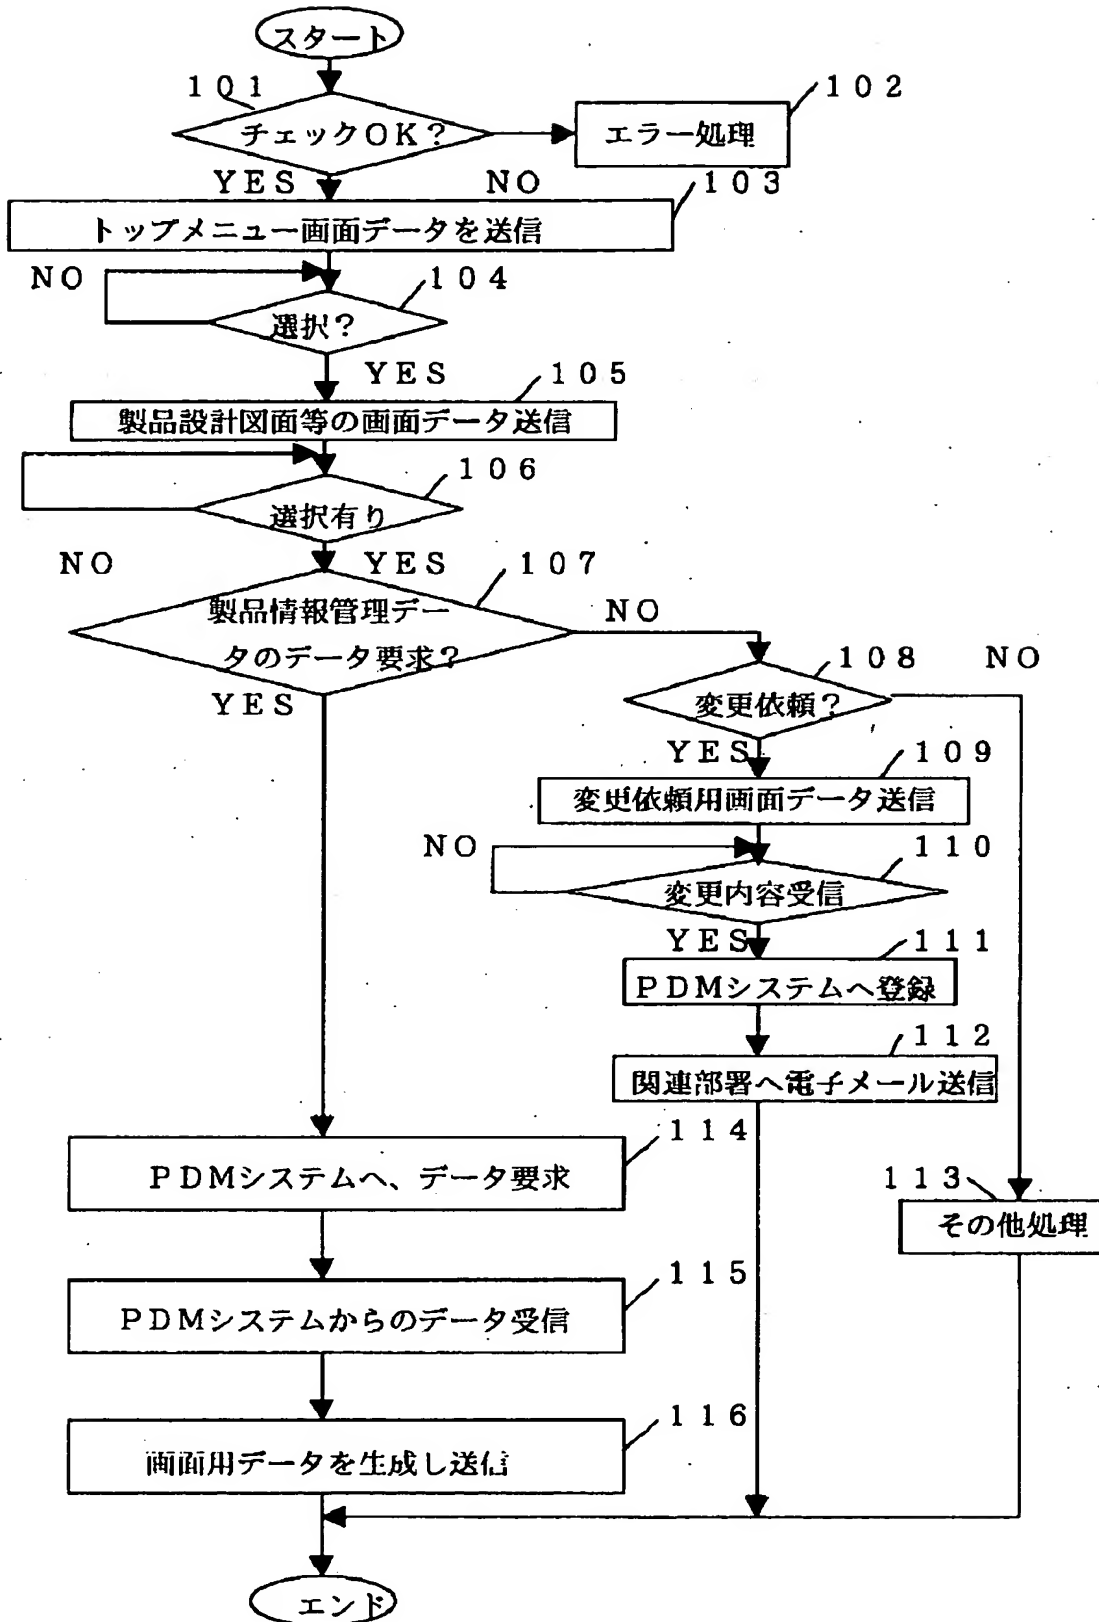 スタート
101
チェックOK?
102
エラー処理
YES
NO
103
トップメニュー画面データを送信
NO
104
選択?
YES
105
製品設計図面等の画面データ送信
106
選択有り
NO
YES
107
製品情報管理デー
タのデータ要求?
NO
YES
108
NO
変更依頼?
YES
109
変更依頼用画面データ送信
NO
110
変更内容受信
YES
111
PDMシステムへ登録
112
関連部署へ電子メール送信
114
PDMシステムへ、データ要求
113
その他処理
115
PDMシステムからのデータ受信
116
画面用データを生成し送信
エンド